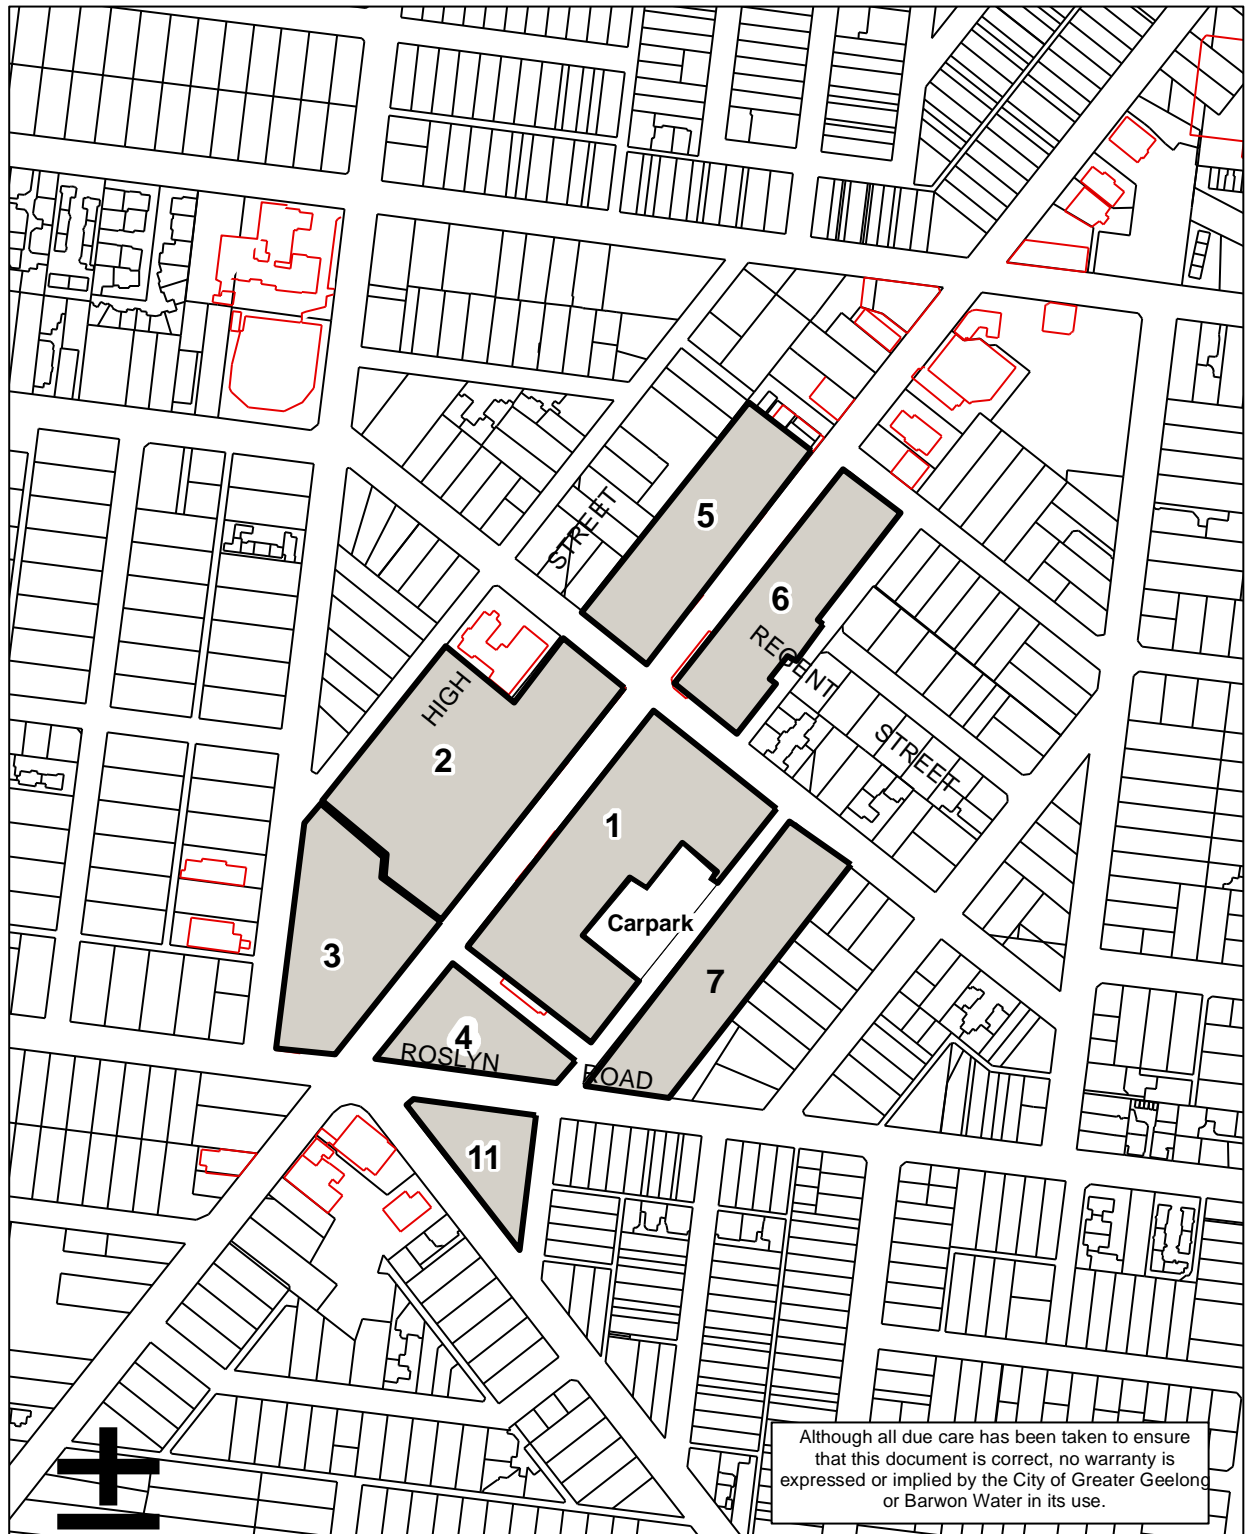 5
STREET
6
REGENT
HIGH
STREET
2
1
Carpark
3
7
4
ROSLYN
ROAD
11
Although all due care has been taken to ensure
that this document is correct, no warranty is
expressed or implied by the City of Greater Geelong
or Barwon Water in its use.